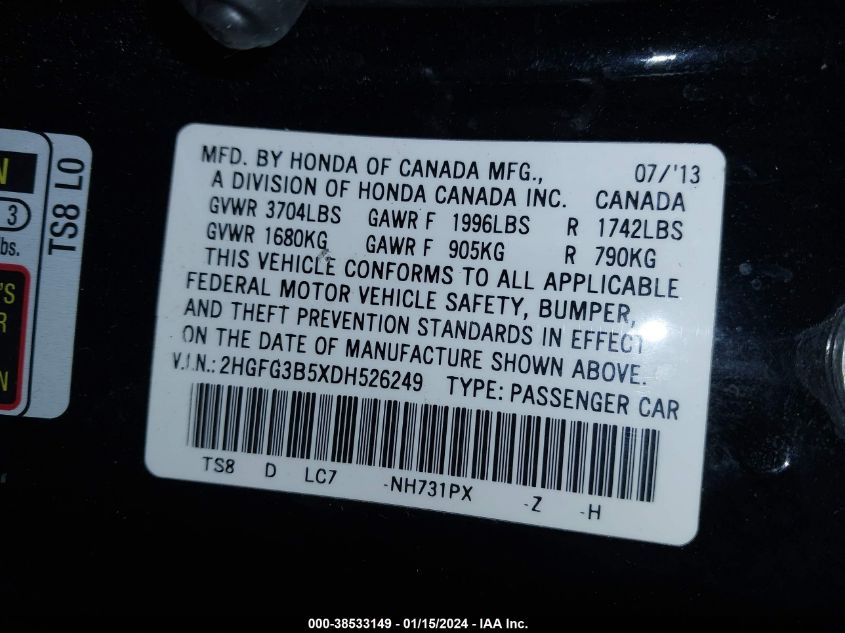 N
3
bs.
'S
R
N
TS8 L0
MFD. BY HONDA OF CANADA MFG., 07/'13
A DIVISION OF HONDA CANADA INC. CANADA
GVWR 3704LBS GAWR F 1996LBS R 1742LBS
GVWR 1680KG GAWR F 905KG R 790KG
THIS VEHICLE CONFORMS TO ALL APPLICABLE
FEDERAL MOTOR VEHICLE SAFETY, BUMPER,
AND THEFT PREVENTION STANDARDS IN EFFECT
ON THE DATE OF MANUFACTURE SHOWN ABOVE.
V.I.N.: 2HGFG3B5XDH526249 TYPE: PASSENGER CAR
TS8 D LC7 -NH731PX -Z -H
000-38533149 - 01/15/2024 - IAA Inc.